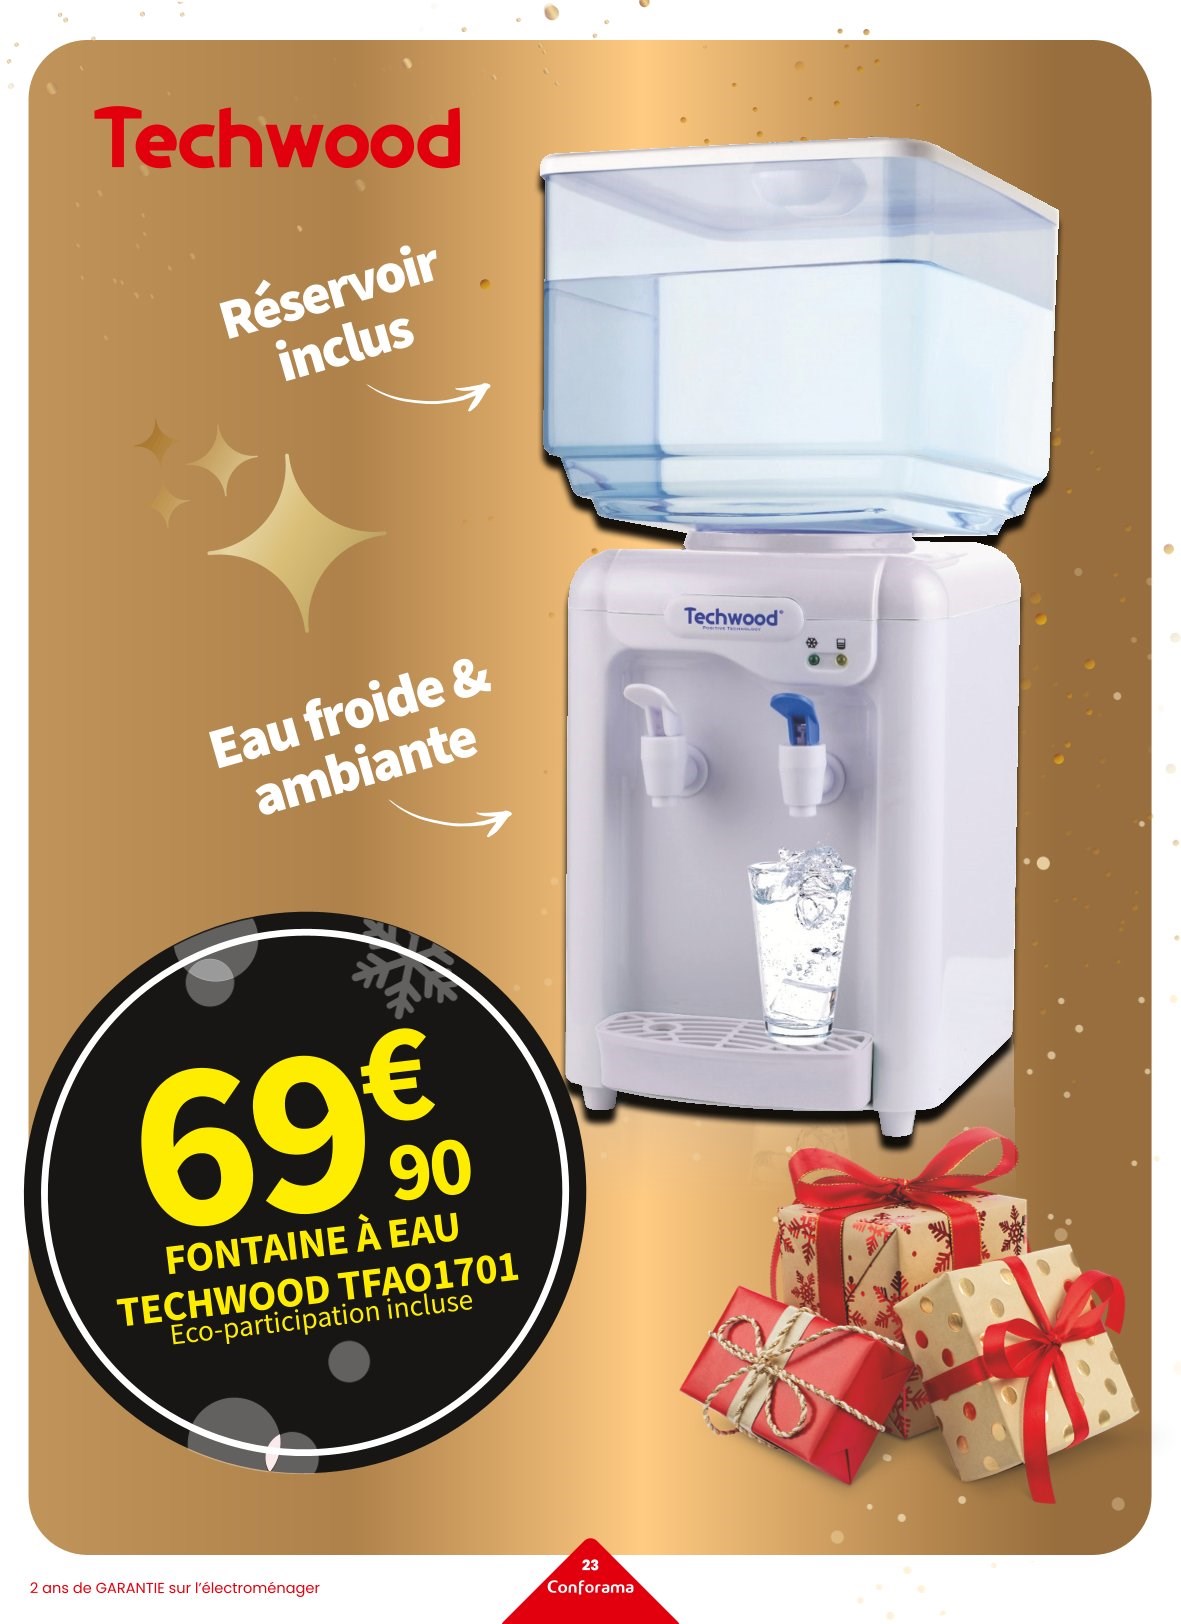 Techwood
Réservoir
inclus
Techwood
Eau froide &
ambiante
69€
90
FONTAINE À EAU
TECHWOOD TFAO1701
Eco-participation incluse
2 ans de GARANTIE sur l'électroménager
23
Conforama